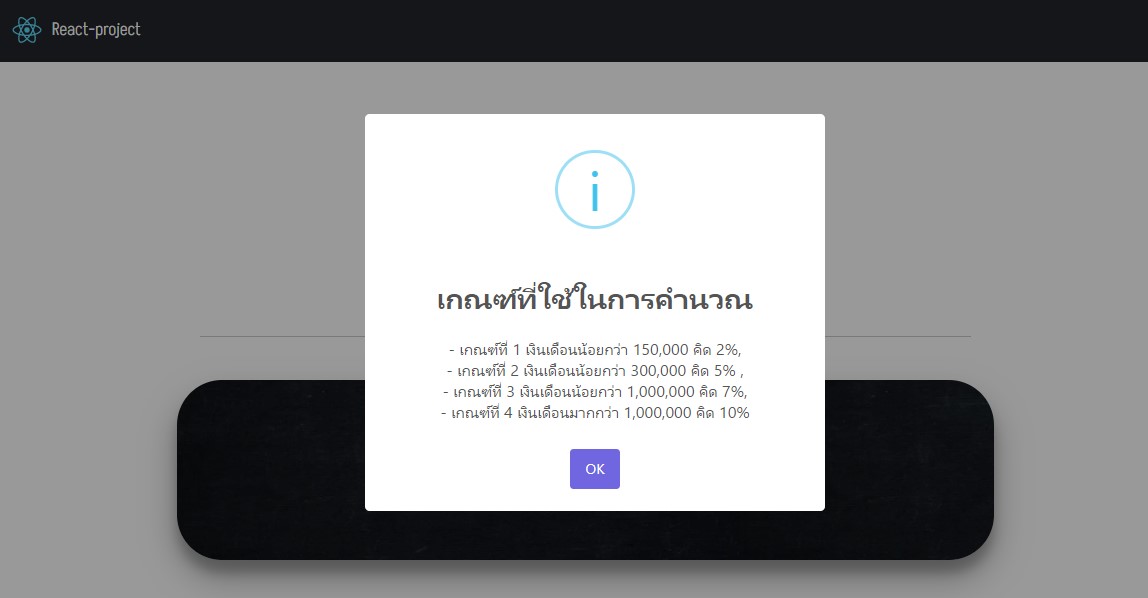 React-project
i
เกณฑ์ที่ใช้ในการคำนวณ
- เกณฑ์ที่ 1 เงินเดือนน้อยกว่า 150,000 คิด 2%,
- เกณฑ์ที่ 2 เงินเดือนน้อยกว่า 300,000 คิด 5% ,
- เกณฑ์ที่ 3 เงินเดือนน้อยกว่า 1,000,000 คิด 7%,
- เกณฑ์ที่ 4 เงินเดือนมากกว่า 1,000,000 คิด 10%
OK